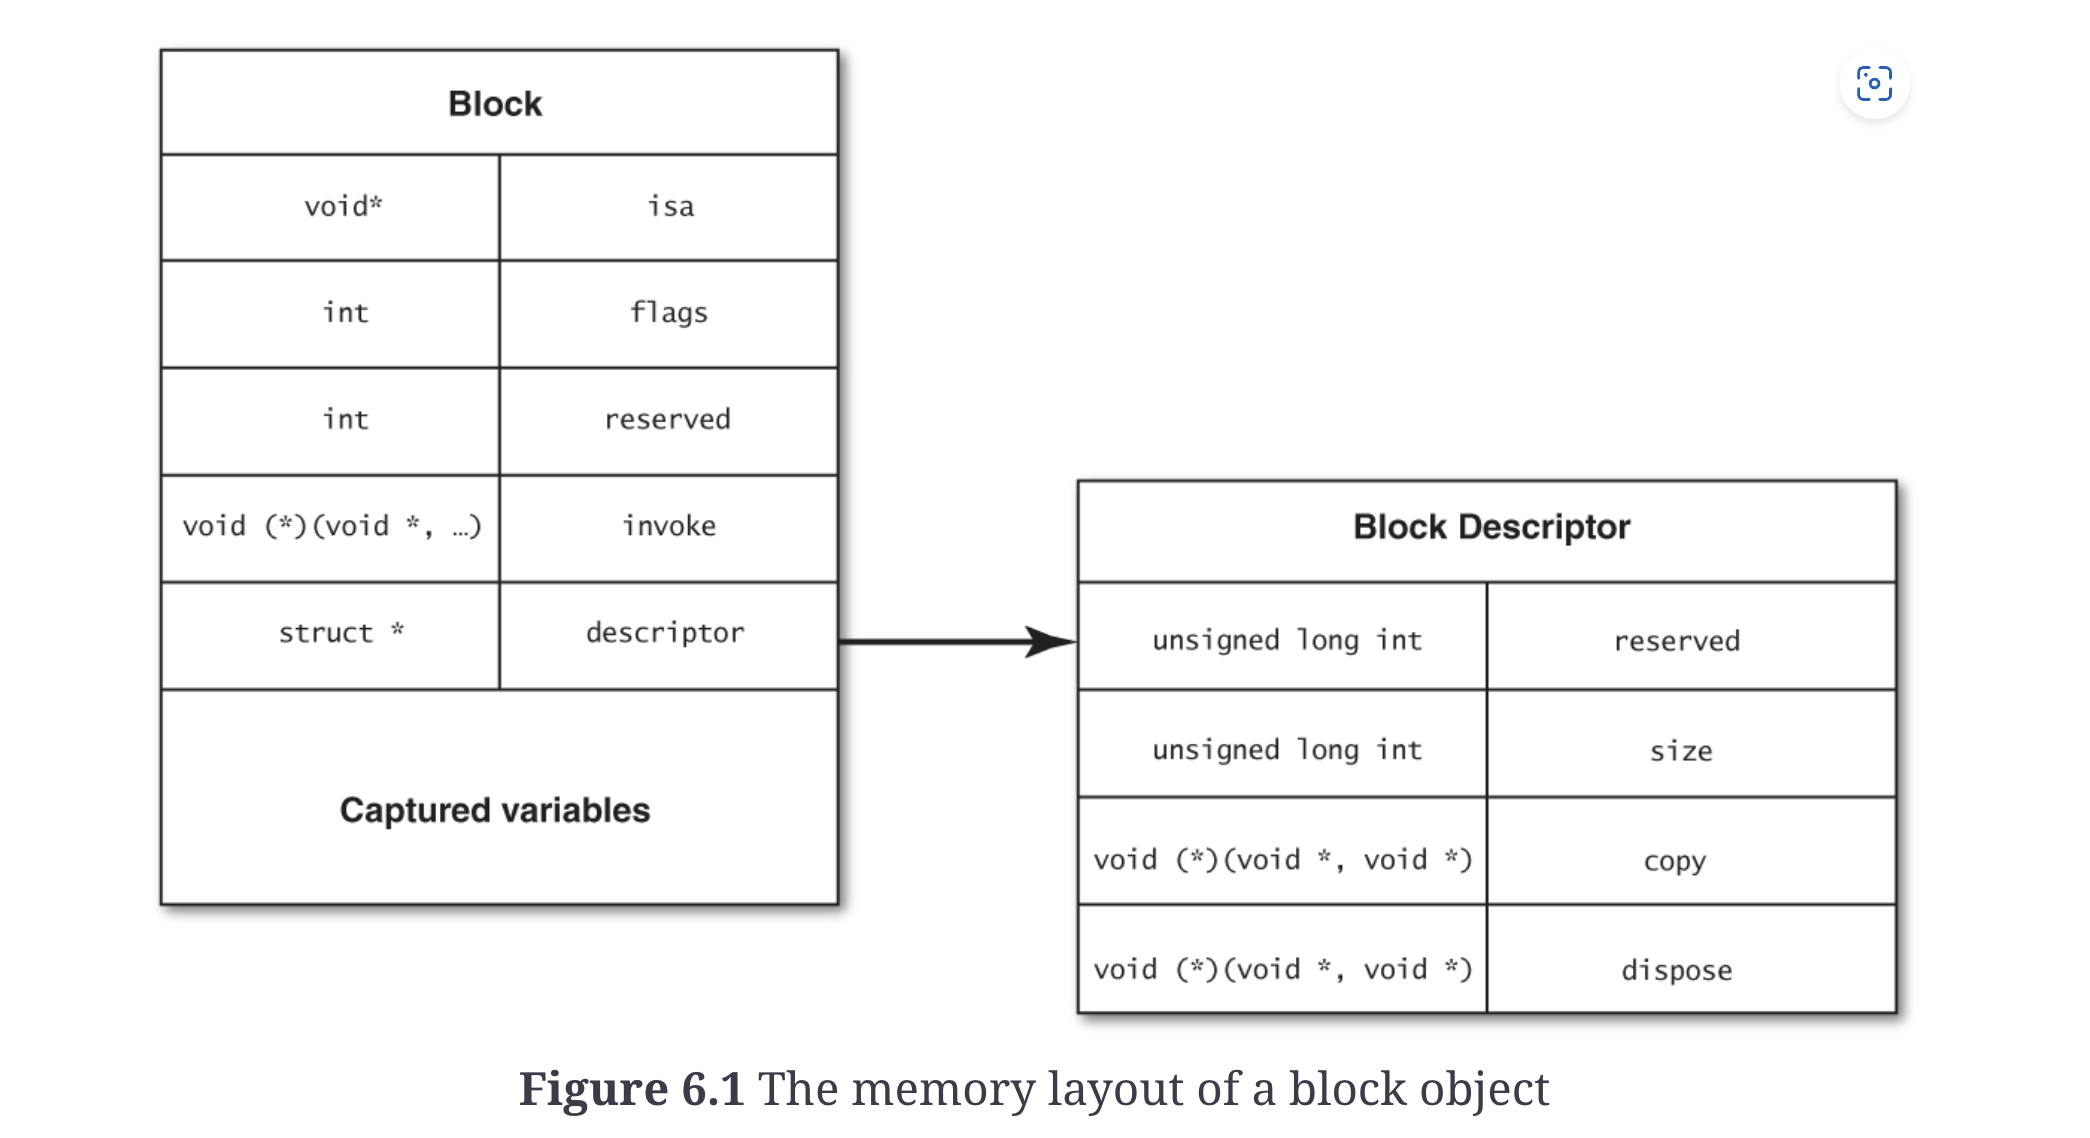 Block
void* isa
int flags
int reserved
void (*)(void *, …) invoke
struct * descriptor
Captured variables
Block Descriptor
unsigned long int reserved
unsigned long int size
void (*)(void *, void *) copy
void (*)(void *, void *) dispose
Figure 6.1 The memory layout of a block object